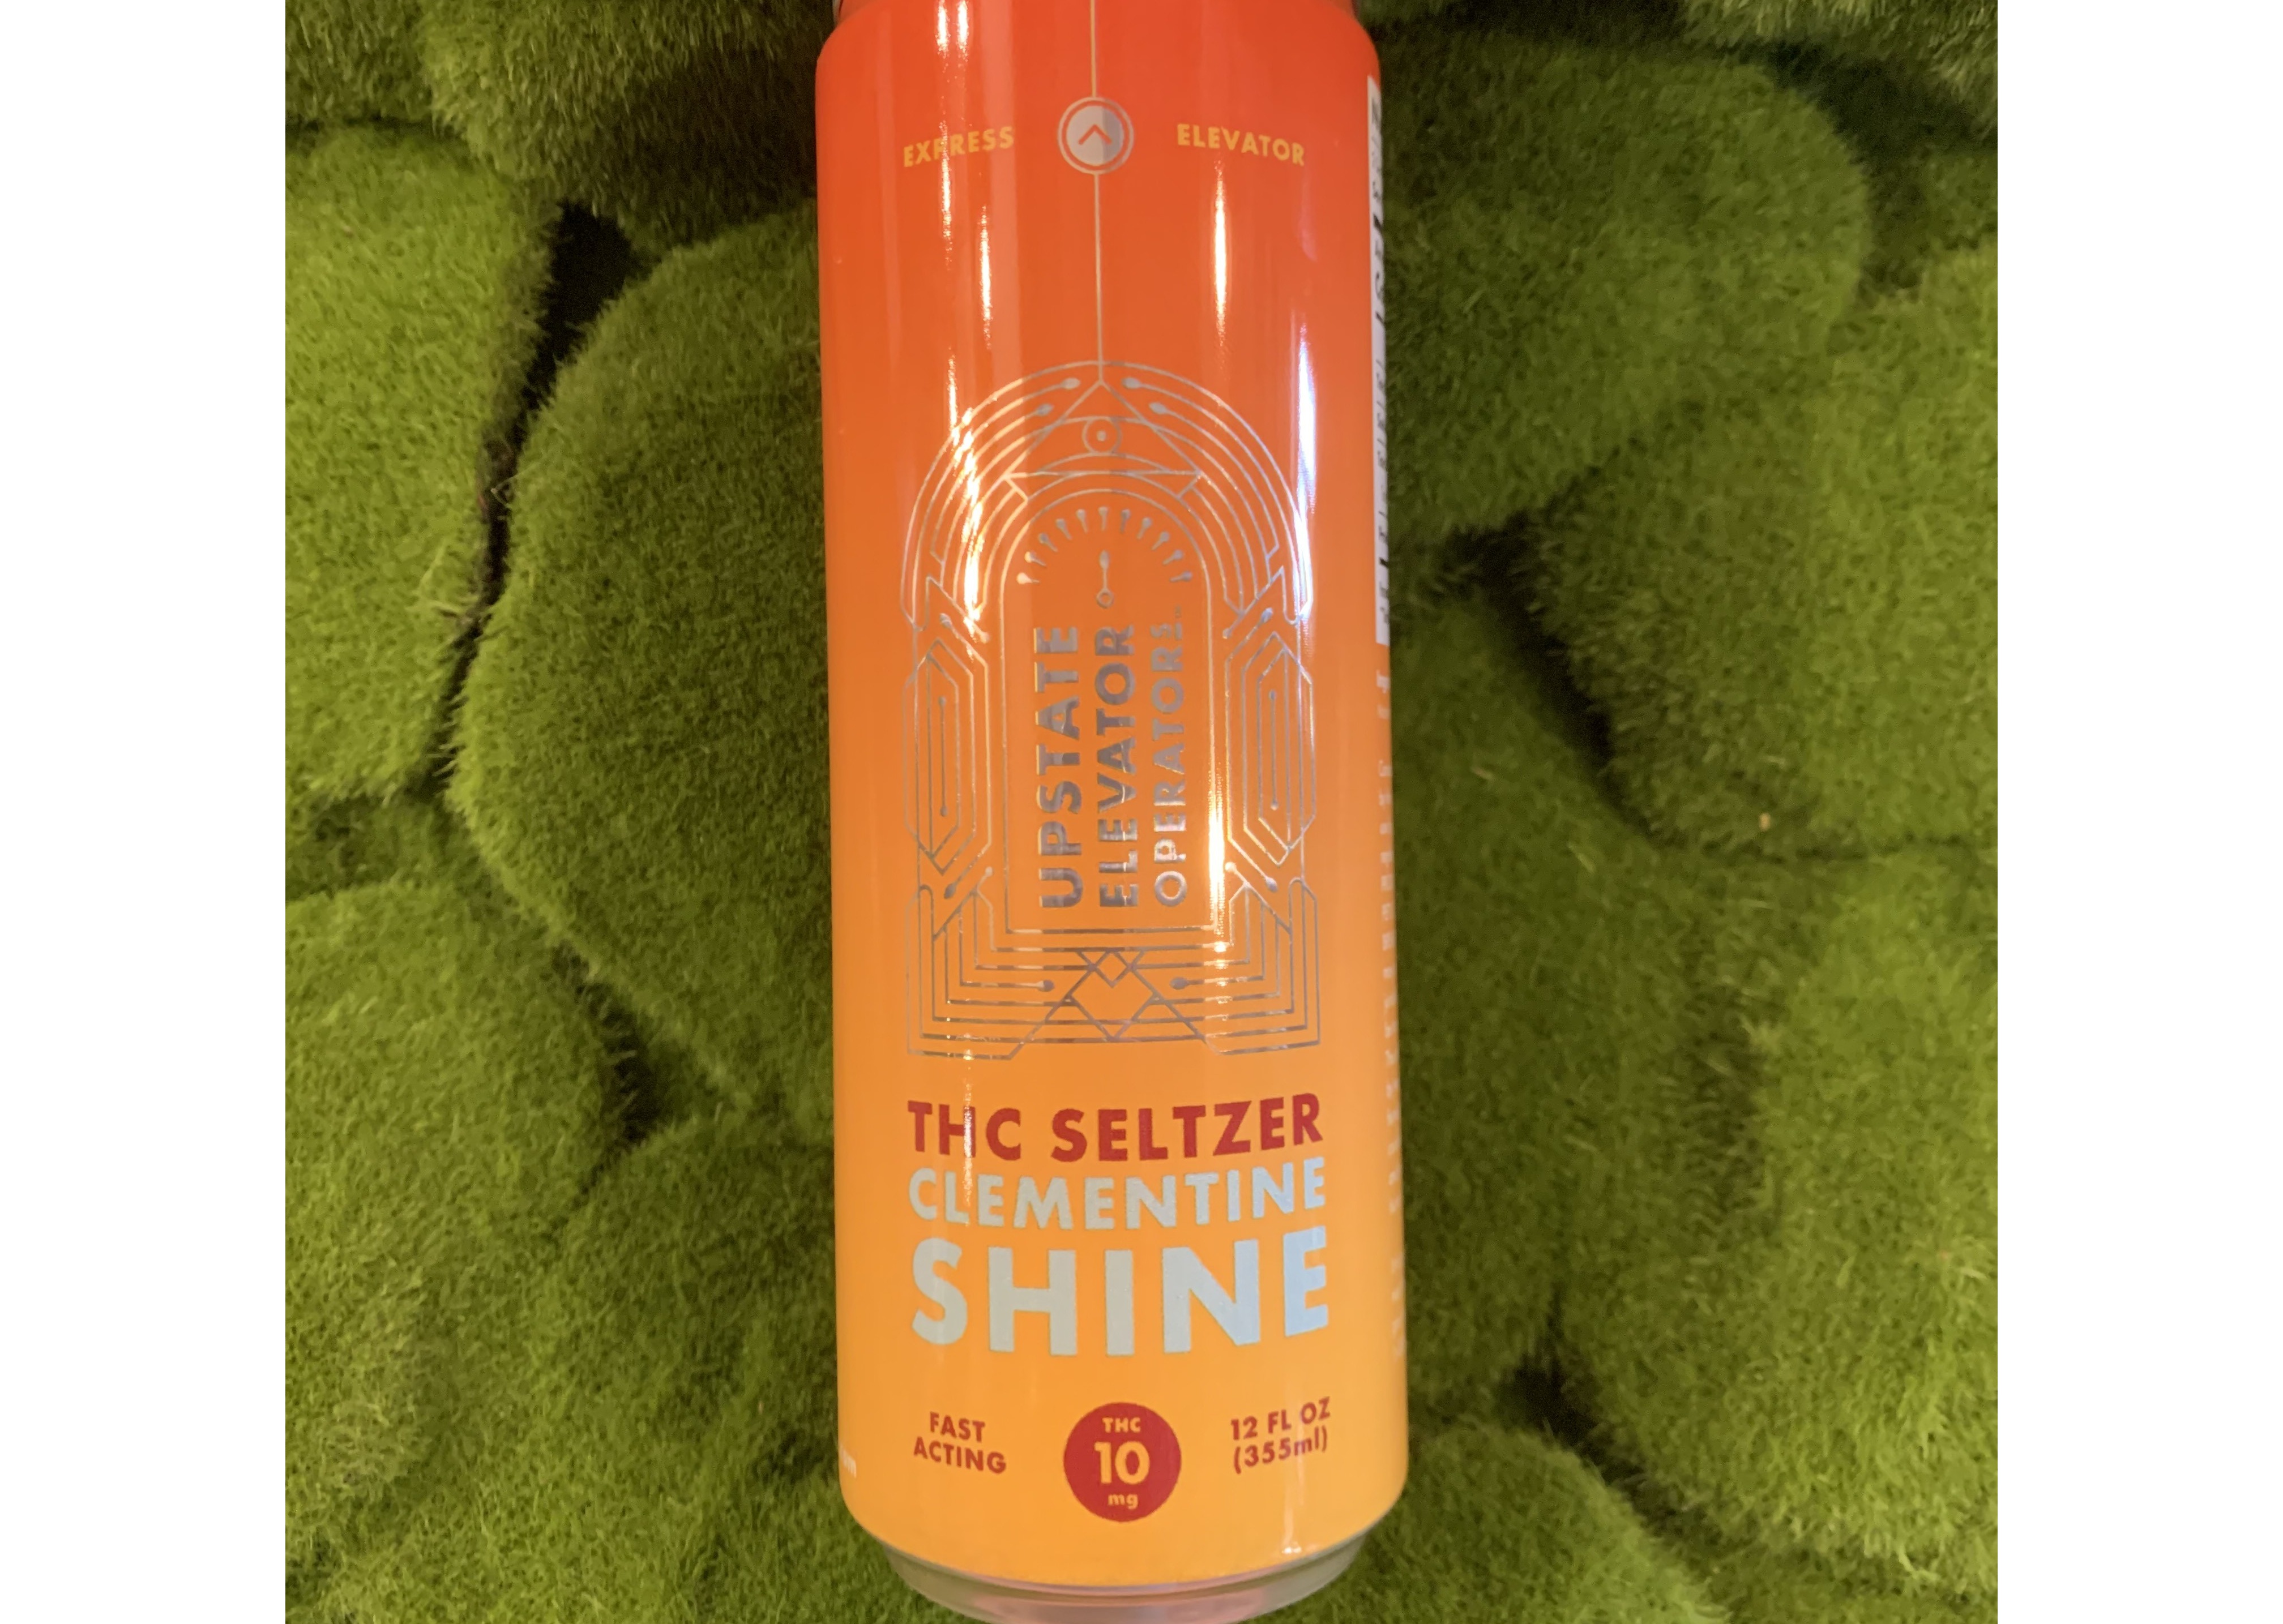 EXPRESS ELEVATOR
UPSTATE
ELEVATOR
OPERATORS
THC SELTZER
CLEMENTINE
SHINE
FAST
ACTING
THC
10
mg
12 FL OZ
(355ml)